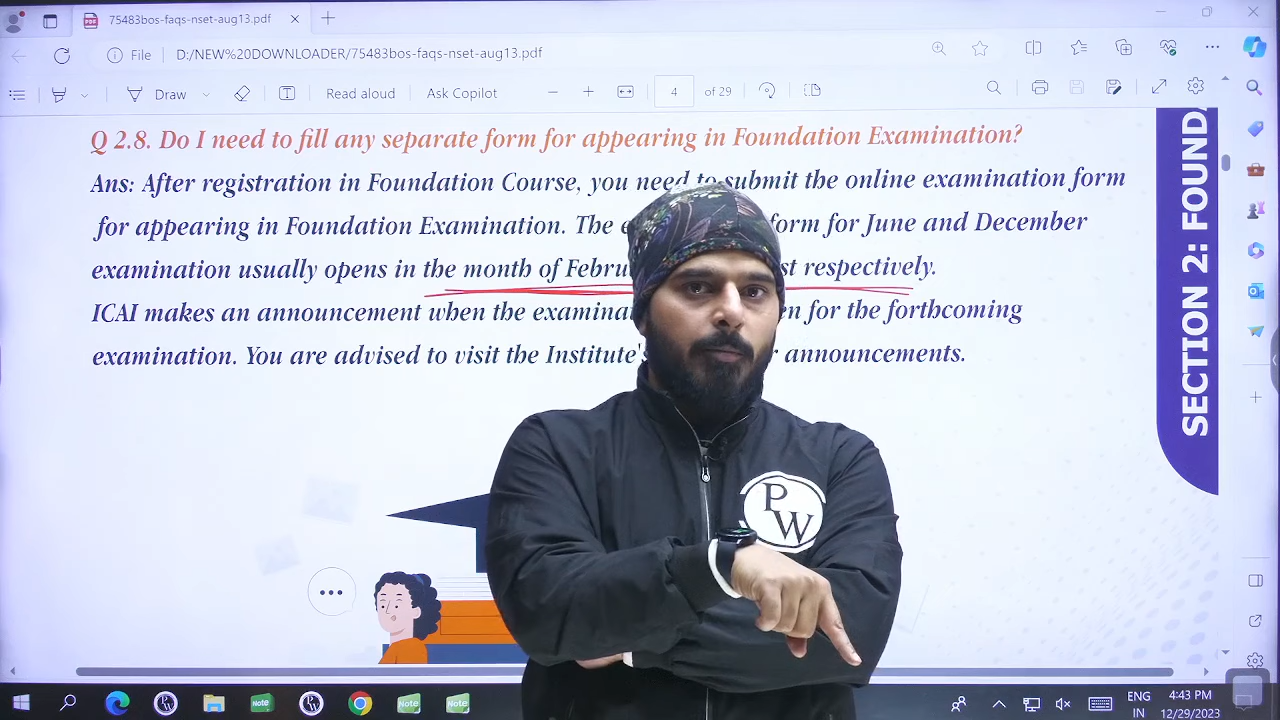 75483bos-faqs-nset-aug13.pdf
File D:/NEW%20DOWNLOADER/75483bos-faqs-nset-aug13.pdf
Draw Read aloud Ask Copilot 4 of 29
Q 2.8. Do I need to fill any separate form for appearing in Foundation Examination?
Ans: After registration in Foundation Course, you need to submit the online examination form
for appearing in Foundation Examination. The form for June and December
examination usually opens in the month of respectively.
ICAI makes an announcement when the for the forthcoming
examination. You are advised to visit the announcements.
SECTION 2:
PW
Note
Note
Note
ENG
IN
4:43 PM
12/29/2023